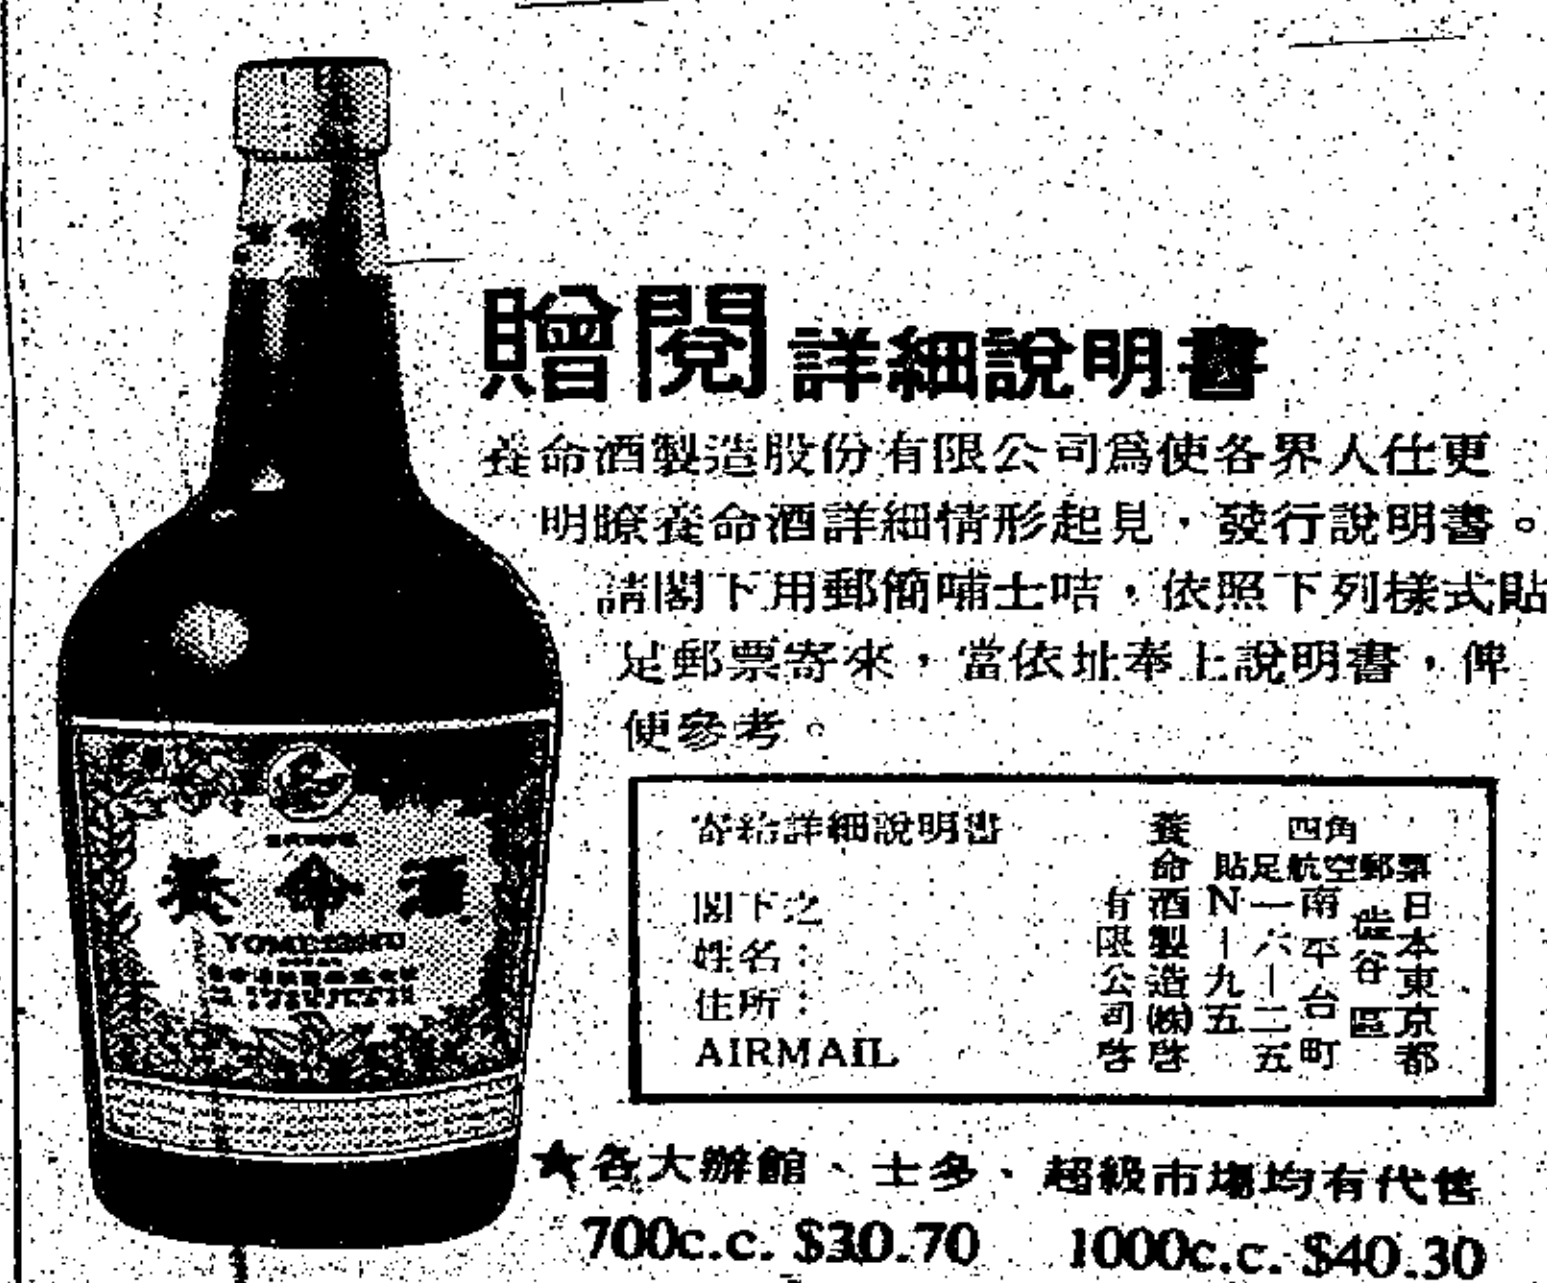 贈閱詳細說明書
養命酒製造股份有限公司爲使各界人仕更
明瞭養命酒詳細情形起見，發行說明書。
請閣下用郵簡哺士咭，依照下列樣式貼
足郵票寄來，當依址奉上說明書，俾
便參考。
寄給詳細說明書
閣下之
姓名：
住所：
AIRMAIL
四角
貼足航空郵票
日本東京都
澁谷區
南平台町
一六－二五
N－九五
養命酒製造㈱啓
有限公司啓
養命酒
YOMEISHU
★各大辦館、士多、超級市場均有代售
700c.c. $30.70 1000c.c. $40.30